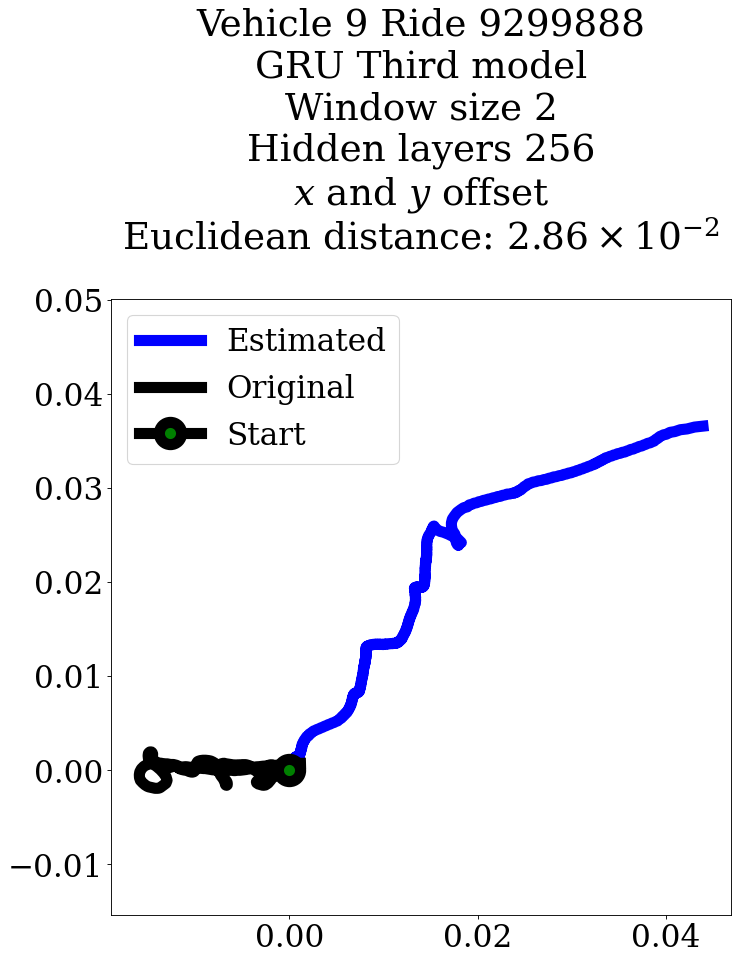 Vehicle 9 Ride 9299888
GRU Third model
Window size 2
Hidden layers 256
x and y offset
Euclidean distance: 2.86 × 10⁻²
0.05
Estimated
0.04
Original
Start
0.03
0.02
0.01
0.00
−0.01
0.00 0.02 0.04